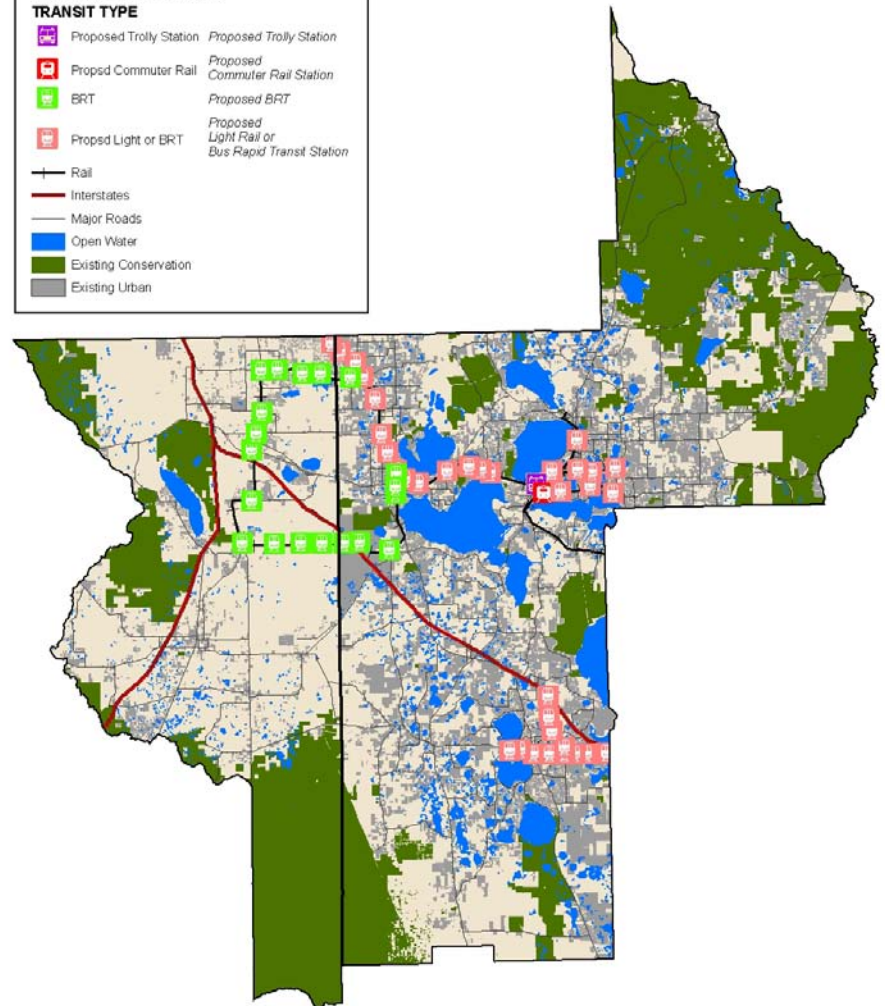 TRANSIT TYPE
Proposed Trolly Station Proposed Trolly Station
Propsd Commuter Rail Proposed
Commuter Rail Station
BRT Proposed BRT
Propsd Light or BRT Proposed
Light Rail or
Bus Rapid Transit Station
Rail
Interstates
Major Roads
Open Water
Existing Conservation
Existing Urban